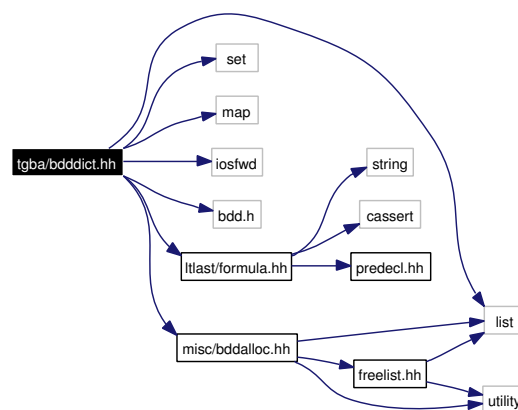 set
map
tgba/bdddict.hh
iosfwd
string
bdd.h
cassert
ltlast/formula.hh
predecl.hh
list
misc/bddalloc.hh
freelist.hh
utility